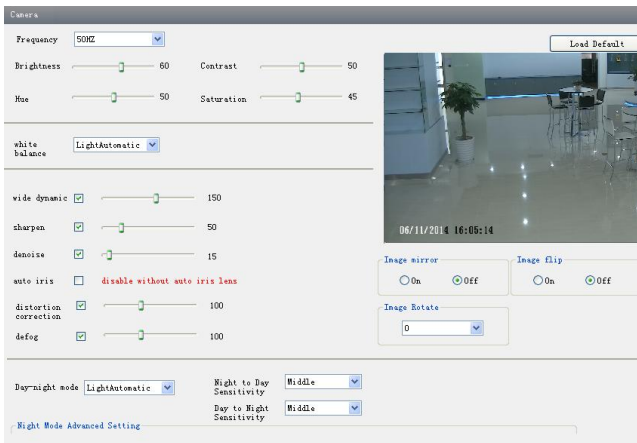 Camera
Frequency 50HZ
Load Default
Brightness 60 Contrast 50
Hue 50 Saturation 45
white balance LightAutomatic
wide dynamic 150
sharpen 50
denoise 15
auto iris disable without auto iris lens
distortion correction 100
defog 100
06/11/2014 16:05:14
Image mirror
On Off
Image flip
On Off
Image Rotate
0
Day-night mode LightAutomatic
Night to Day Sensitivity Middle
Day to Night Sensitivity Middle
Night Mode Advanced Setting